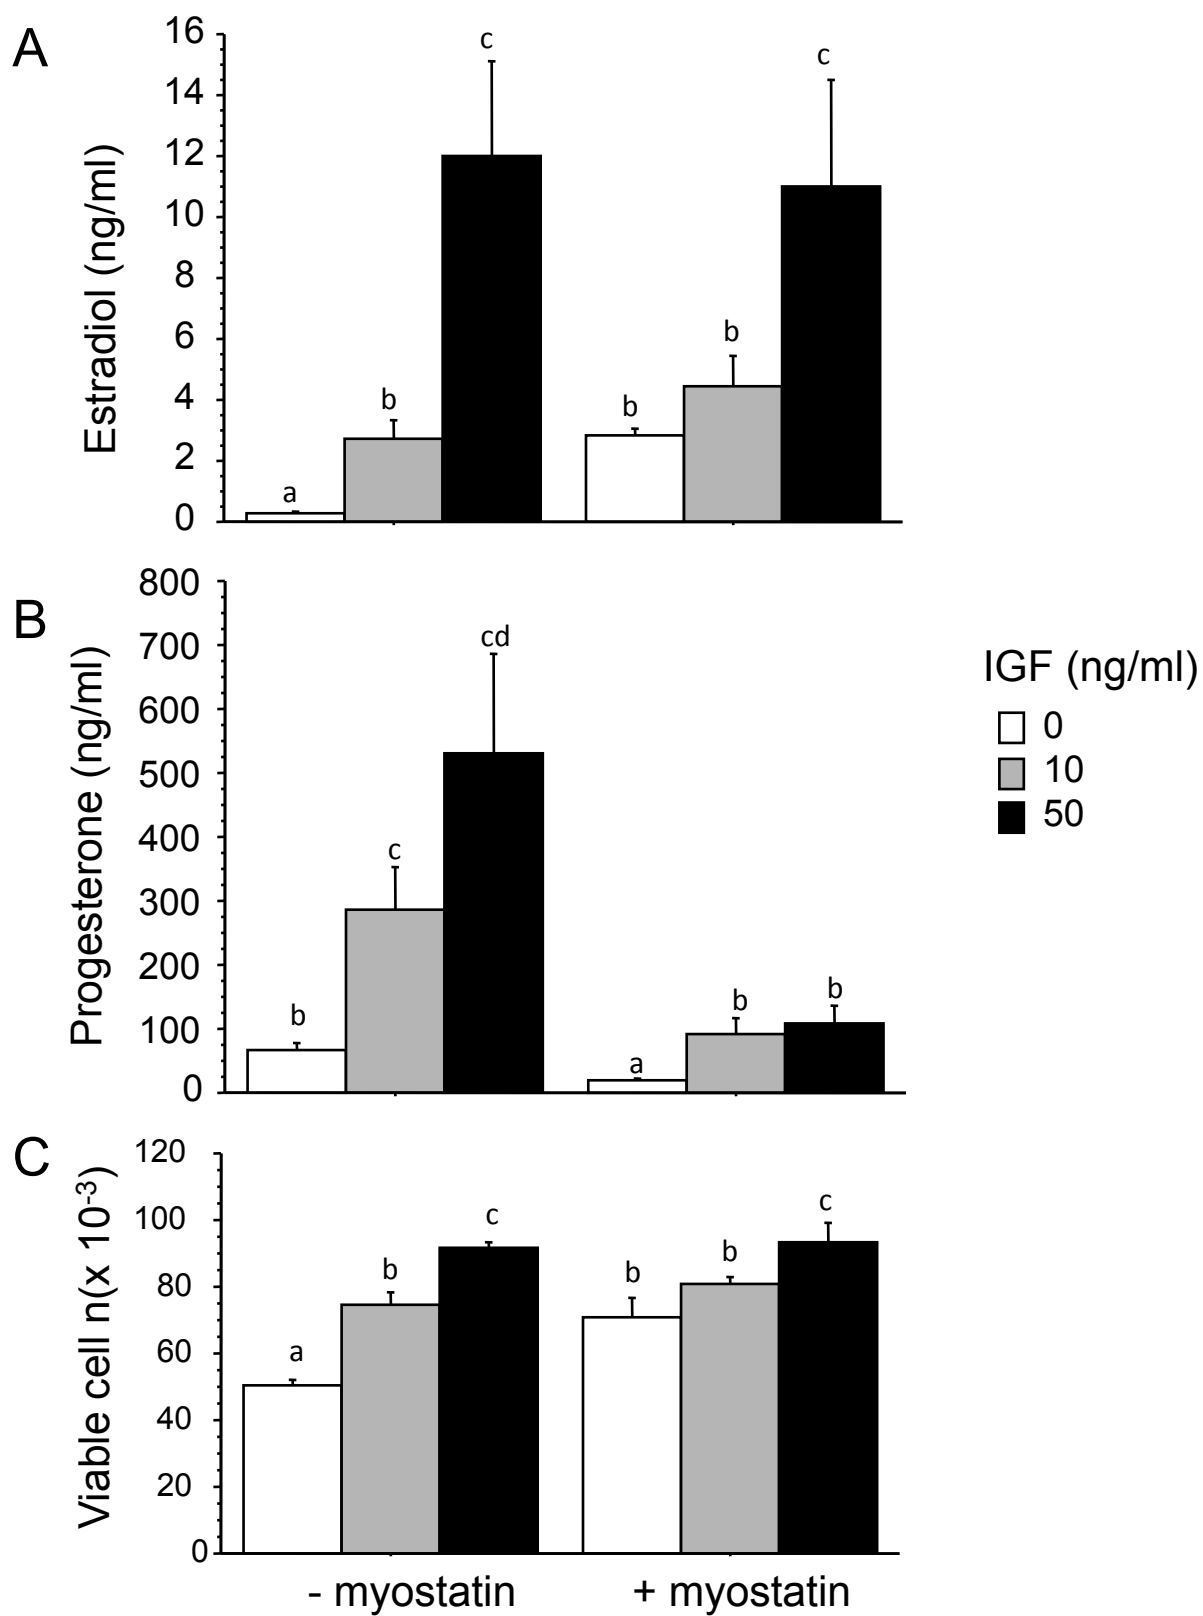 A
Estradiol (ng/ml)
16
14
12
10
8
6
4
2
0
a
b
c
b
b
c
B
Progesterone (ng/ml)
800
700
600
500
400
300
200
100
0
b
c
cd
a
b
b
IGF (ng/ml)
0
10
50
C
Viable cell n(x 10⁻³)
120
100
80
60
40
20
0
a
b
c
b
b
c
- myostatin
+ myostatin